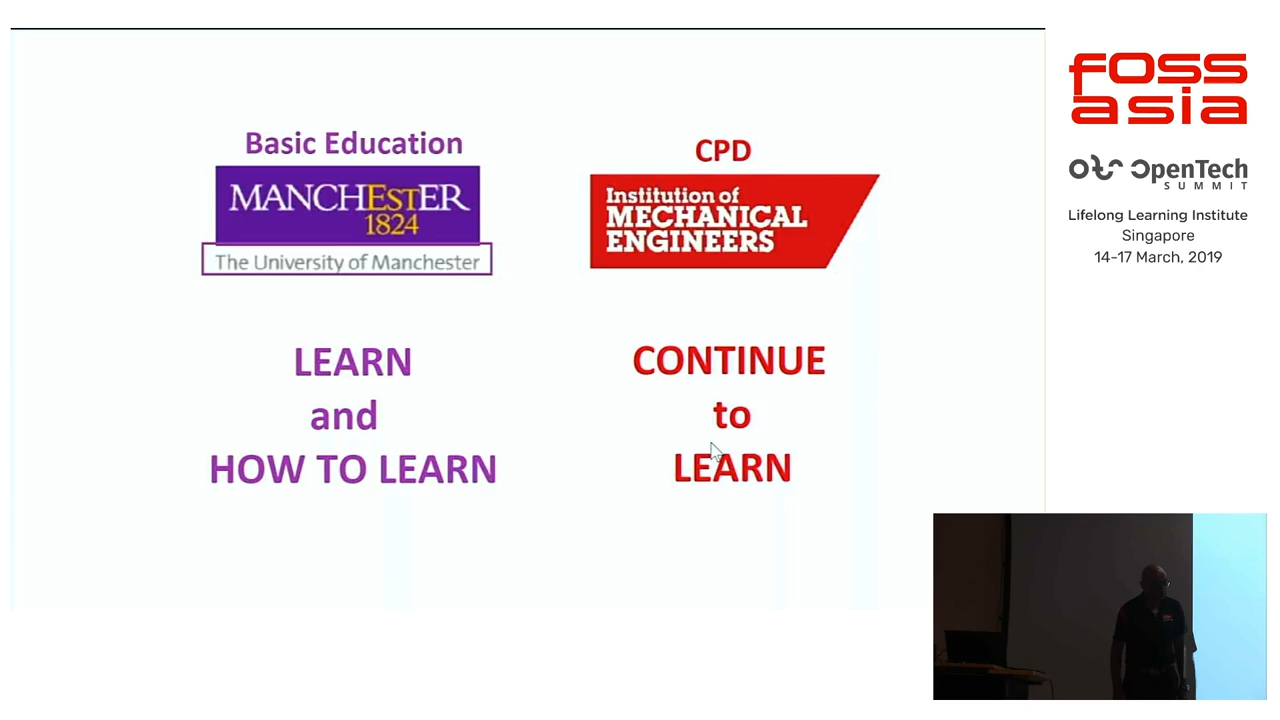 Basic Education
MANCHESTER
1824
The University of Manchester
LEARN
and
HOW TO LEARN
CPD
Institution of
MECHANICAL
ENGINEERS
CONTINUE
to
LEARN
FOSS
asia
OpenTech
SUMMIT
Lifelong Learning Institute
Singapore
14-17 March, 2019